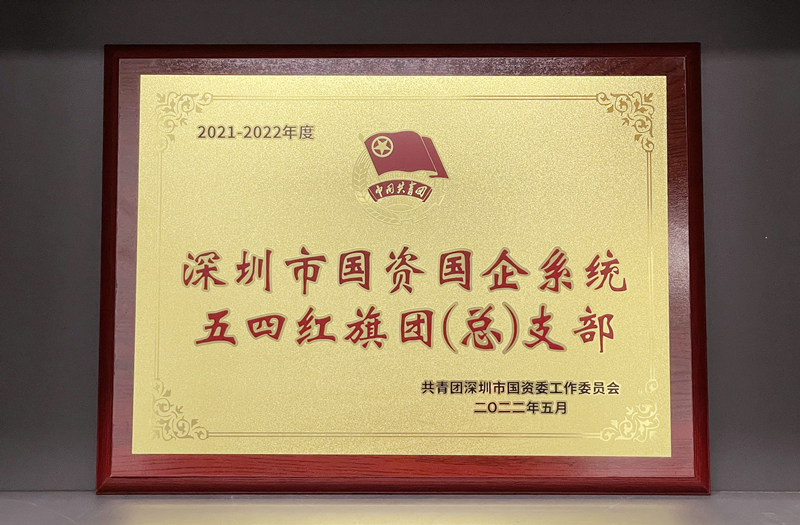 2021-2022年度
中国共青团
深圳市国资国企系统
五四红旗团(总)支部
共青团深圳市国资委工作委员会
二〇二二年五月